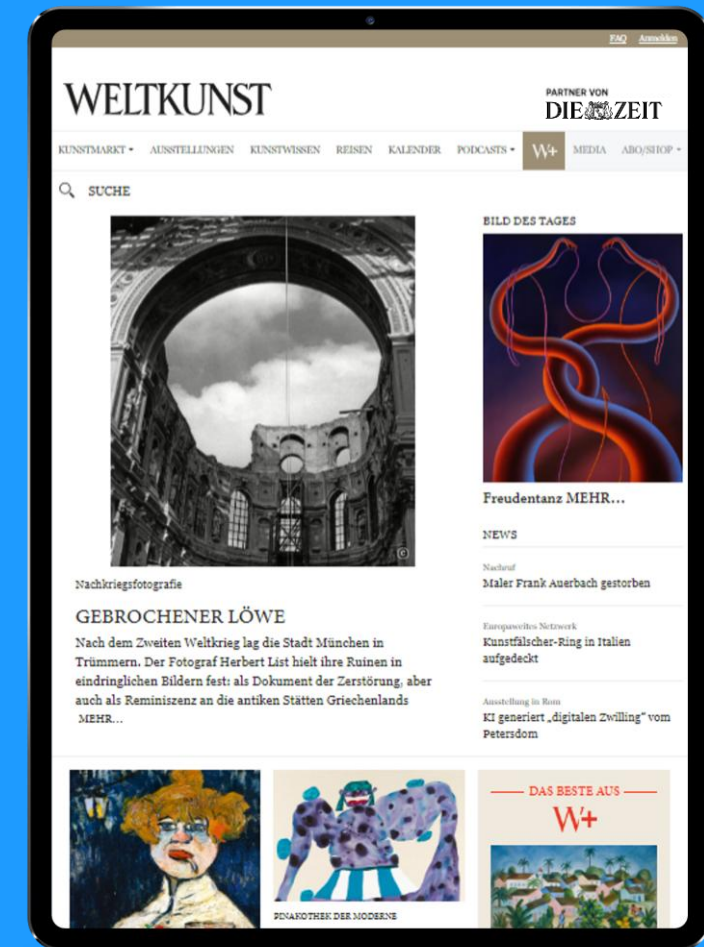 FAQ Anmelden
WELTKUNST
PARTNER VON
DIE ZEIT
KUNSTMARKT AUSSTELLUNGEN KUNSTWISSEN REISEN KALENDER PODCASTS W+ MEDIA ABO/SHOP
SUCHE
©
Nachkriegsfotografie
GEBROCHENER LÖWE
Nach dem Zweiten Weltkrieg lag die Stadt München in
Trümmern. Der Fotograf Herbert List hielt ihre Ruinen in
eindringlichen Bildern fest: als Dokument der Zerstörung, aber
auch als Reminiszenz an die antiken Stätten Griechenlands
MEHR...
BILD DES TAGES
Freudentanz MEHR...
NEWS
Nachruf
Maler Frank Auerbach gestorben
Europaweites Netzwerk
Kunstfälscher-Ring in Italien
aufgedeckt
Ausstellung in Rom
KI generiert „digitalen Zwilling" vom
Petersdom
PINAKOTHEK DER MODERNE
DAS BESTE AUS
W+